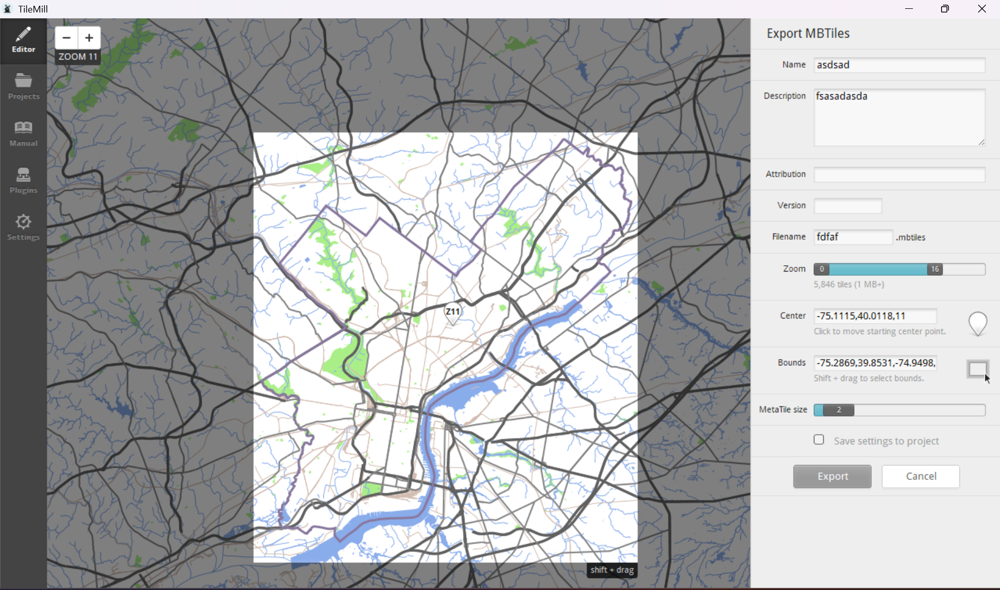 TileMill
Editor
Projects
Manual
Plugins
Settings
ZOOM 11
Z11
shift + drag
Export MBTiles
Name asdsad
Description fsasadasda
Attribution
Version
Filename fdfaf .mbtiles
Zoom 0 16
5,846 tiles (1 MB+)
Center -75.1115,40.0118,11
Click to move starting center point.
Bounds -75.2869,39.8531,-74.9498,
Shift + drag to select bounds.
MetaTile size 2
Save settings to project
Export Cancel